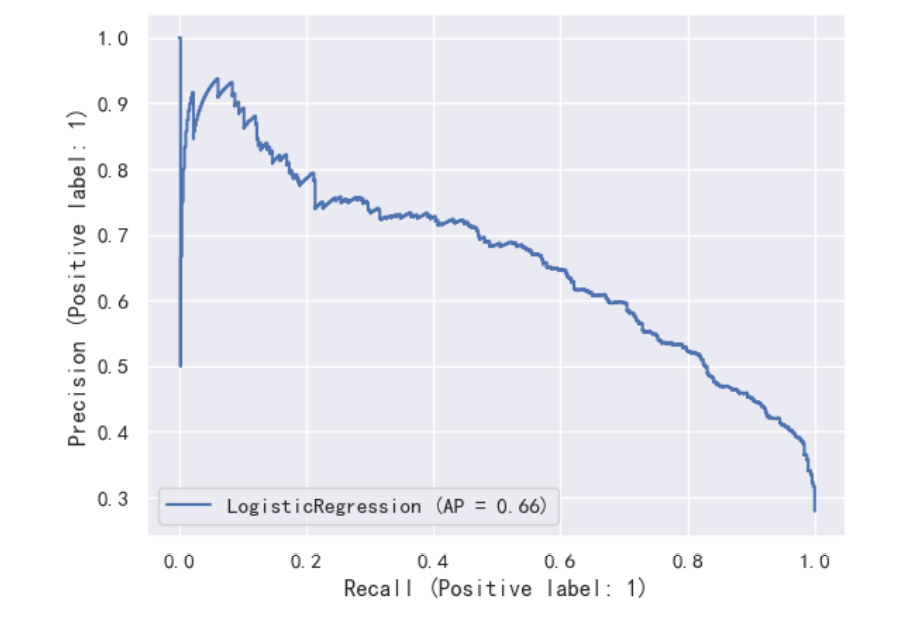 1.0
0.9
0.8
0.7
0.6
0.5
0.4
0.3
Precision (Positive label: 1)
LogisticRegression (AP = 0.66)
0.0 0.2 0.4 0.6 0.8 1.0
Recall (Positive label: 1)